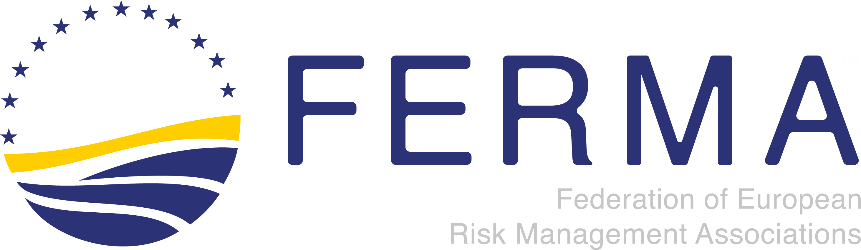 FERMA
Federation of European
Risk Management Associations